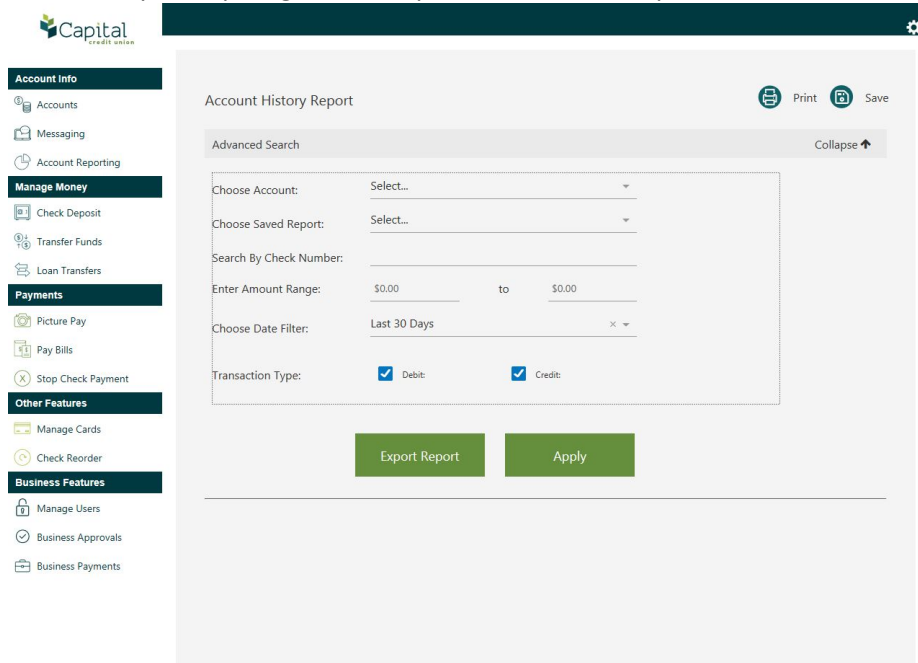 Capital
credit union
Account Info
Accounts
Messaging
Account Reporting
Manage Money
Check Deposit
Transfer Funds
Loan Transfers
Payments
Picture Pay
Pay Bills
Stop Check Payment
Other Features
Manage Cards
Check Reorder
Business Features
Manage Users
Business Approvals
Business Payments
Account History Report
Print Save
Advanced Search Collapse
Choose Account: Select...
Choose Saved Report: Select...
Search By Check Number:
Enter Amount Range: $0.00 to $0.00
Choose Date Filter: Last 30 Days
Transaction Type: Debit: Credit:
Export Report Apply